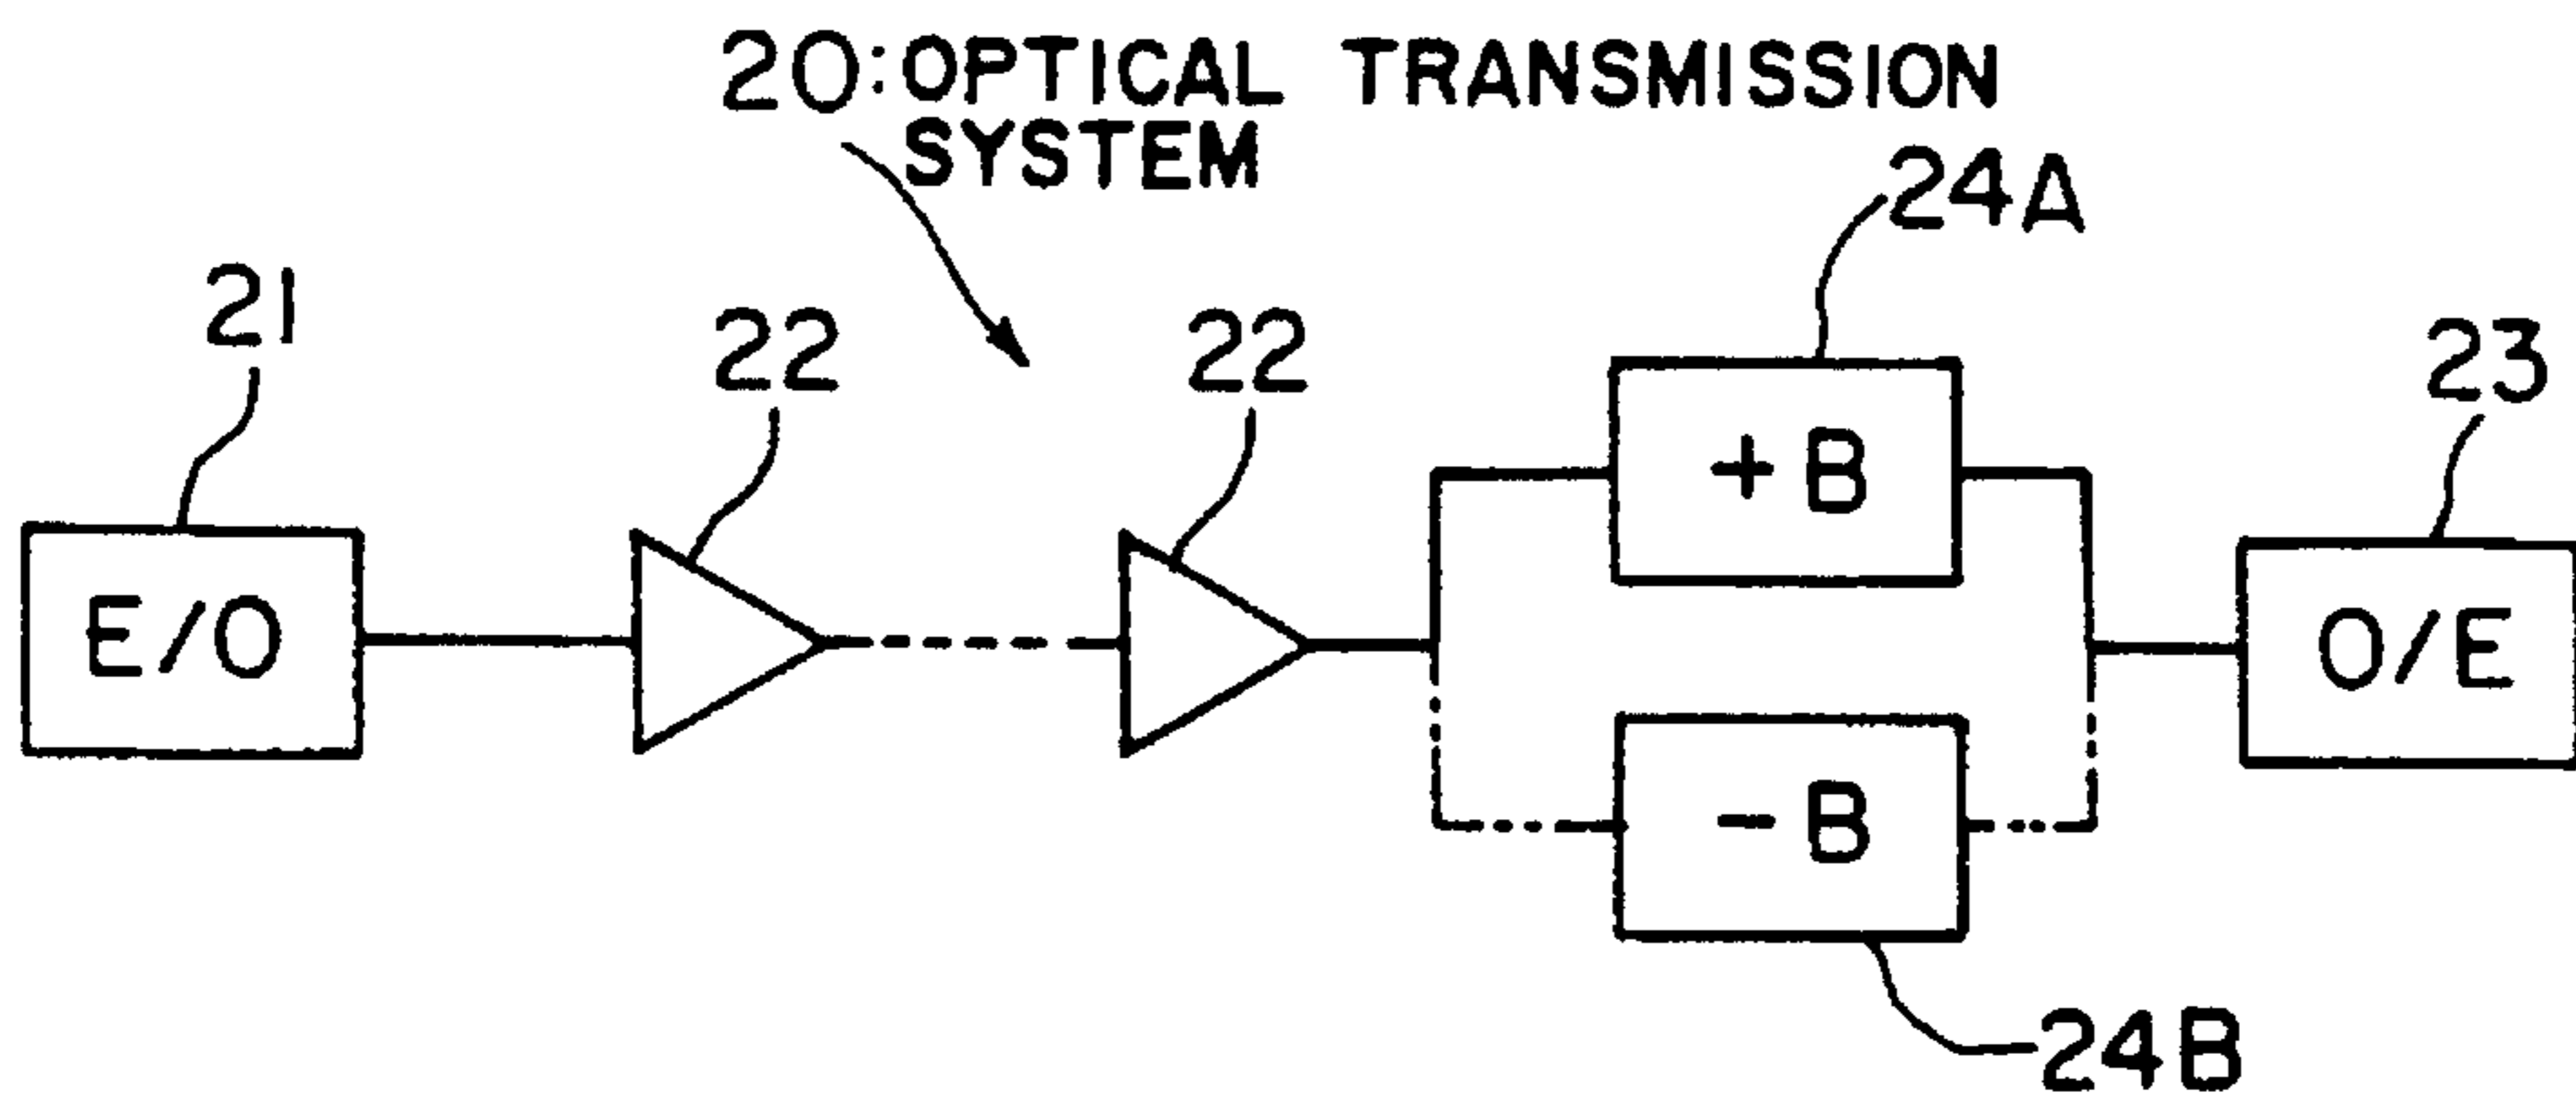 20: OPTICAL TRANSMISSION
SYSTEM
24A
21
22
22
23
+B
E/O
O/E
-B
24B